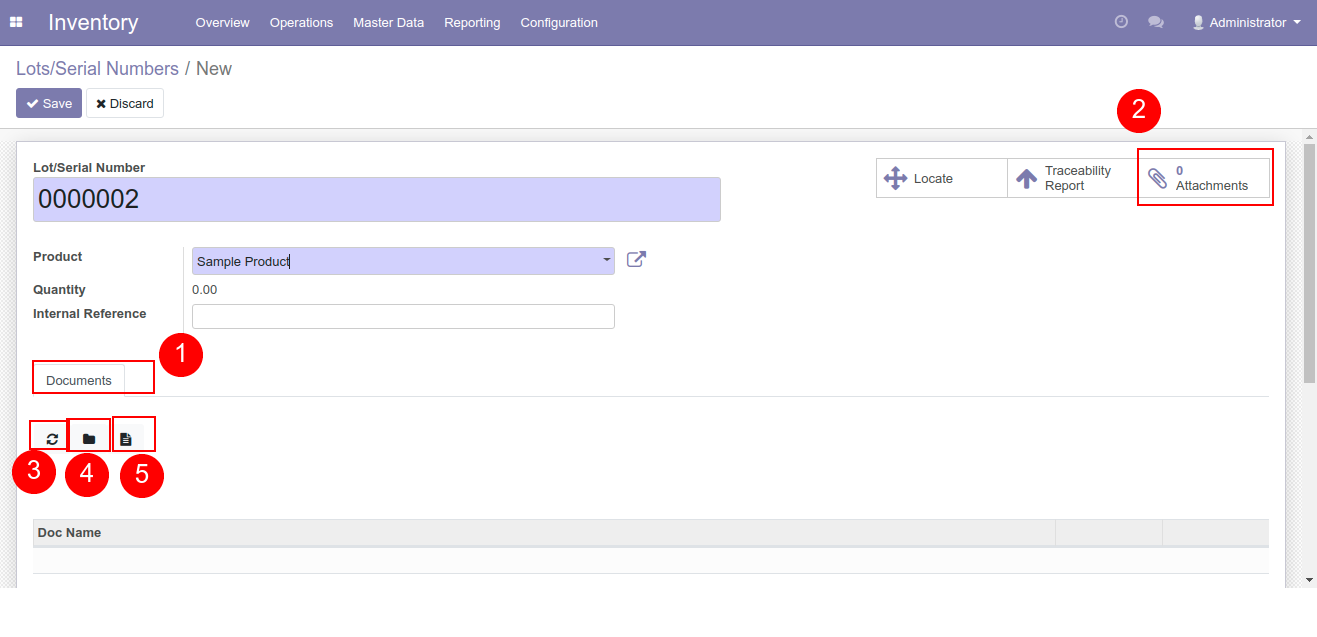 Inventory Overview Operations Master Data Reporting Configuration Administrator
Lots/Serial Numbers / New
Save Discard
2
Lot/Serial Number
0000002
Locate
Traceability
Report
0
Attachments
Product
Sample Product
Quantity
0.00
Internal Reference
1
Documents
3
4
5
Doc Name